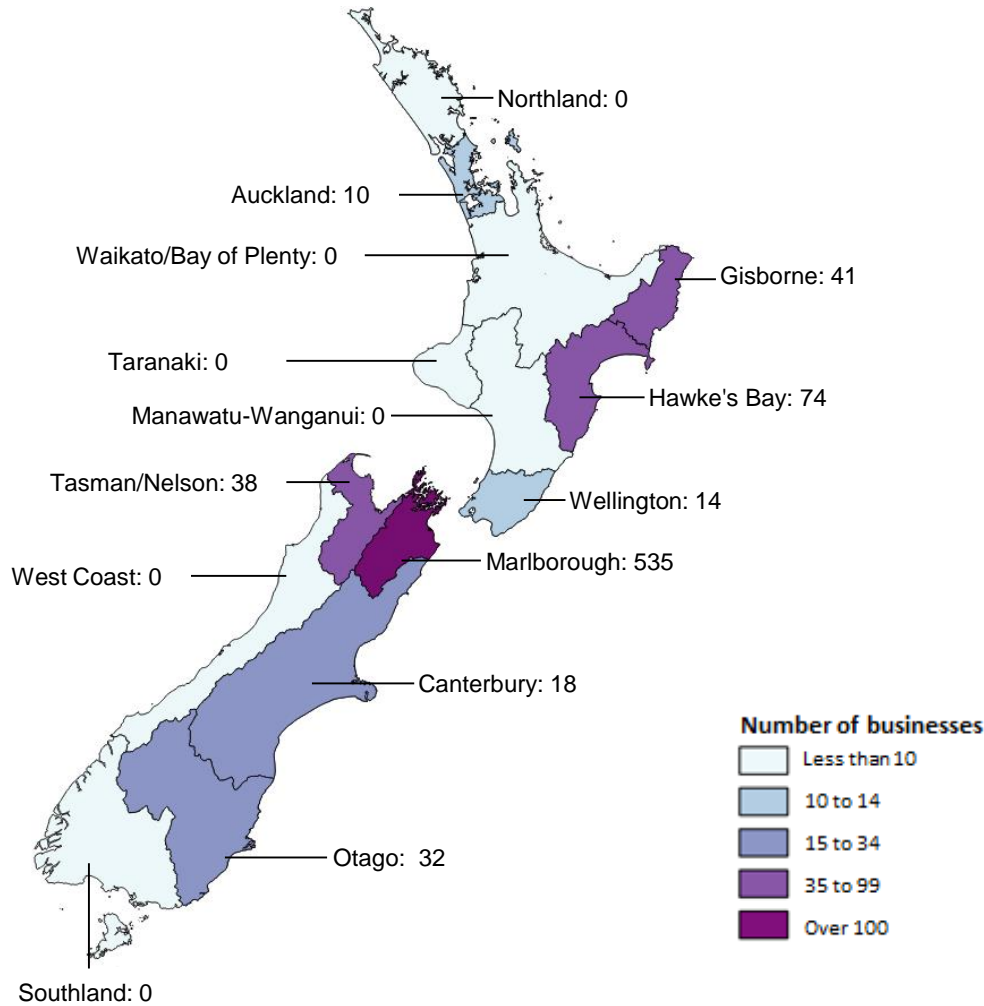 Northland: 0
Auckland: 10
Waikato/Bay of Plenty: 0
Gisborne: 41
Taranaki: 0
Hawke's Bay: 74
Manawatu-Wanganui: 0
Tasman/Nelson: 38
Wellington: 14
Marlborough: 535
West Coast: 0
Canterbury: 18
Number of businesses
Less than 10
10 to 14
15 to 34
35 to 99
Over 100
Otago: 32
Southland: 0